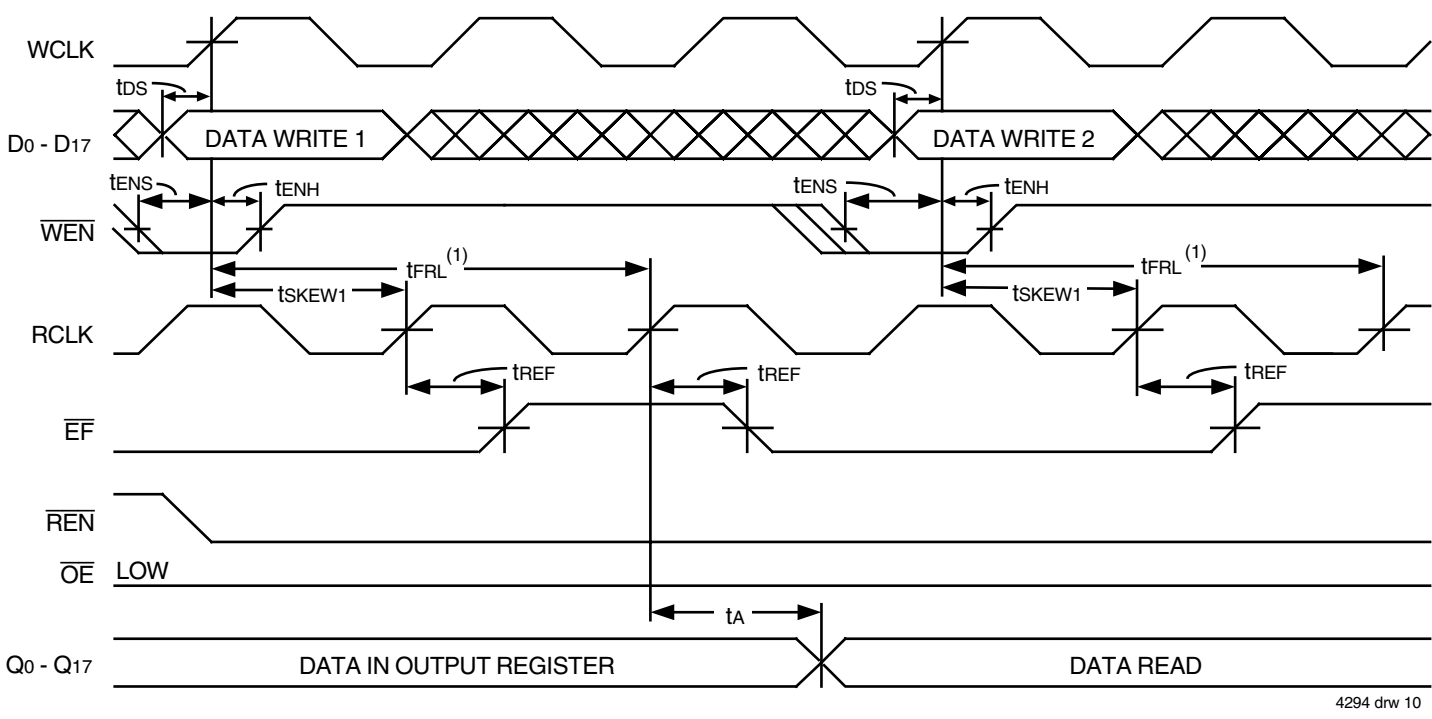 WCLK
tDS tDS
D0 - D17 DATA WRITE 1 DATA WRITE 2
tENS tENH tENS tENH
WEN
tFRL(1) tFRL(1)
tSKEW1 tSKEW1
RCLK
tREF tREF tREF
EF
REN
OE LOW
tA
Q0 - Q17 DATA IN OUTPUT REGISTER DATA READ
4294 drw 10